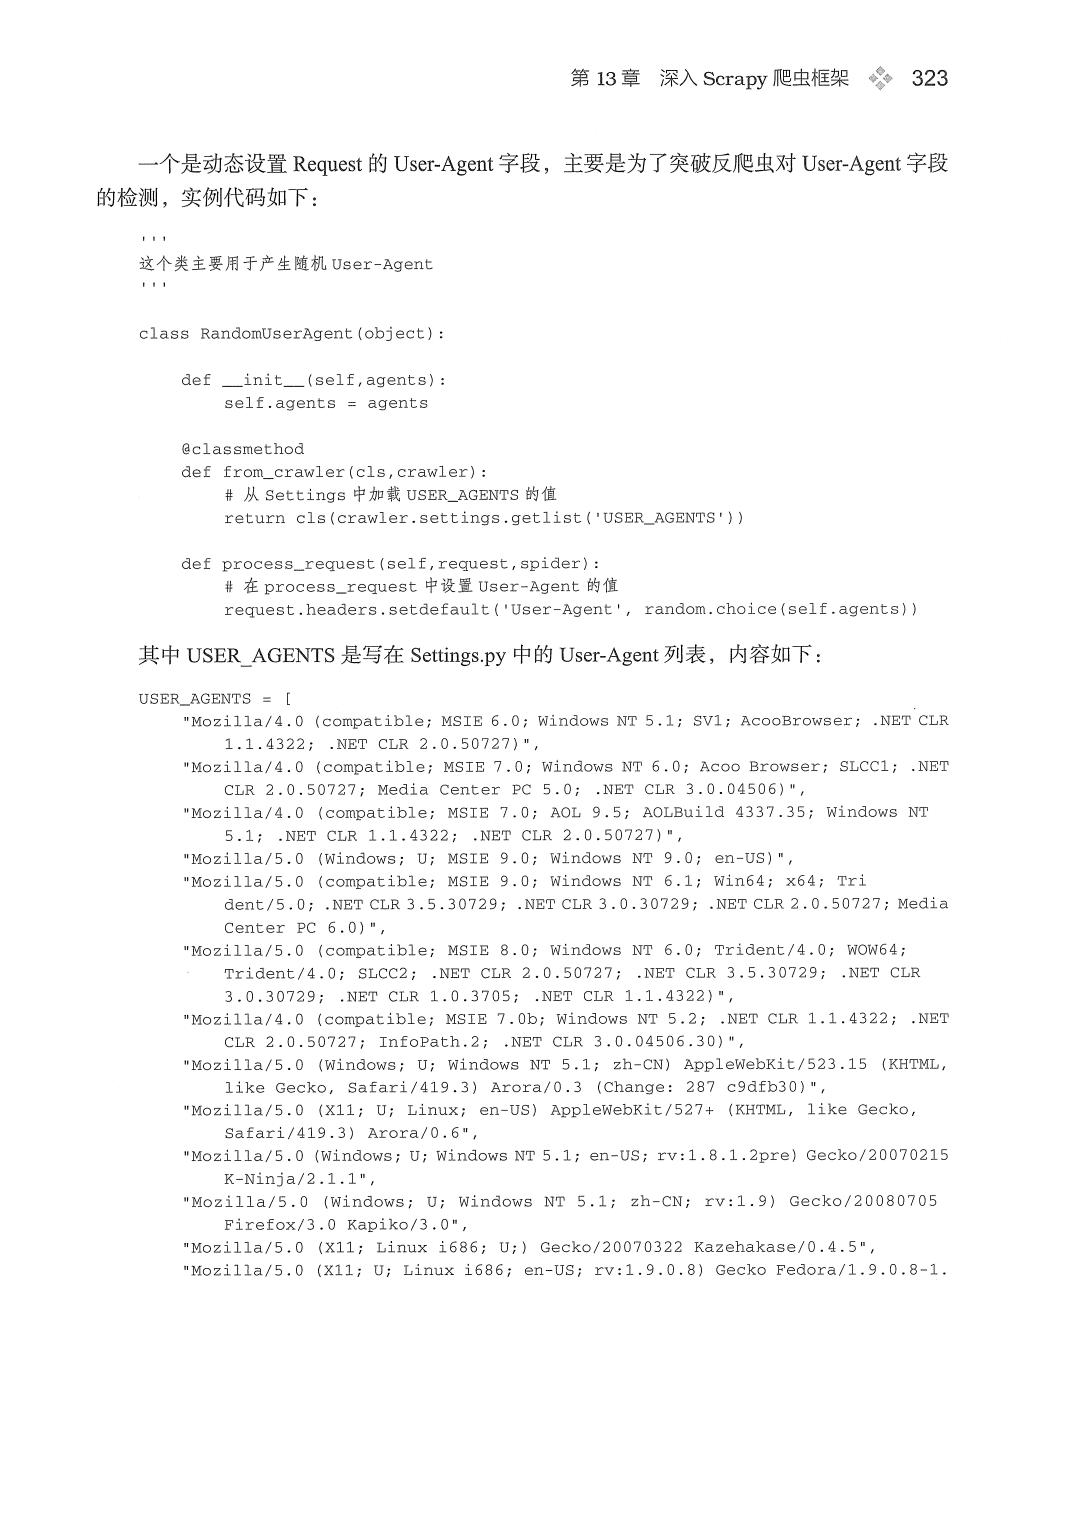 第 13 章　深入 Scrapy 爬虫框架　323
一个是动态设置 Request 的 User-Agent 字段，主要是为了突破反爬虫对 User-Agent 字段
的检测，实例代码如下：
'''
这个类主要用于产生随机 User-Agent
'''
class RandomUserAgent(object):
    def __init__(self,agents):
        self.agents = agents
    @classmethod
    def from_crawler(cls,crawler):
        # 从 Settings 中加载 USER_AGENTS 的值
        return cls(crawler.settings.getlist('USER_AGENTS'))
    def process_request(self,request,spider):
        # 在 process_request 中设置 User-Agent 的值
        request.headers.setdefault('User-Agent', random.choice(self.agents))
其中 USER_AGENTS 是写在 Settings.py 中的 User-Agent 列表，内容如下：
USER_AGENTS = [
    "Mozilla/4.0 (compatible; MSIE 6.0; Windows NT 5.1; SV1; AcooBrowser; .NET CLR
        1.1.4322; .NET CLR 2.0.50727)",
    "Mozilla/4.0 (compatible; MSIE 7.0; Windows NT 6.0; Acoo Browser; SLCC1; .NET
        CLR 2.0.50727; Media Center PC 5.0; .NET CLR 3.0.04506)",
    "Mozilla/4.0 (compatible; MSIE 7.0; AOL 9.5; AOLBuild 4337.35; Windows NT
        5.1; .NET CLR 1.1.4322; .NET CLR 2.0.50727)",
    "Mozilla/5.0 (Windows; U; MSIE 9.0; Windows NT 9.0; en-US)",
    "Mozilla/5.0 (compatible; MSIE 9.0; Windows NT 6.1; Win64; x64; Tri
        dent/5.0; .NET CLR 3.5.30729; .NET CLR 3.0.30729; .NET CLR 2.0.50727; Media
        Center PC 6.0)",
    "Mozilla/5.0 (compatible; MSIE 8.0; Windows NT 6.0; Trident/4.0; WOW64;
        Trident/4.0; SLCC2; .NET CLR 2.0.50727; .NET CLR 3.5.30729; .NET CLR
        3.0.30729; .NET CLR 1.0.3705; .NET CLR 1.1.4322)",
    "Mozilla/4.0 (compatible; MSIE 7.0b; Windows NT 5.2; .NET CLR 1.1.4322; .NET
        CLR 2.0.50727; InfoPath.2; .NET CLR 3.0.04506.30)",
    "Mozilla/5.0 (Windows; U; Windows NT 5.1; zh-CN) AppleWebKit/523.15 (KHTML,
        like Gecko, Safari/419.3) Arora/0.3 (Change: 287 c9dfb30)",
    "Mozilla/5.0 (X11; U; Linux; en-US) AppleWebKit/527+ (KHTML, like Gecko,
        Safari/419.3) Arora/0.6",
    "Mozilla/5.0 (Windows; U; Windows NT 5.1; en-US; rv:1.8.1.2pre) Gecko/20070215
        K-Ninja/2.1.1",
    "Mozilla/5.0 (Windows; U; Windows NT 5.1; zh-CN; rv:1.9) Gecko/20080705
        Firefox/3.0 Kapiko/3.0",
    "Mozilla/5.0 (X11; Linux i686; U;) Gecko/20070322 Kazehakase/0.4.5",
    "Mozilla/5.0 (X11; U; Linux i686; en-US; rv:1.9.0.8) Gecko Fedora/1.9.0.8-1.